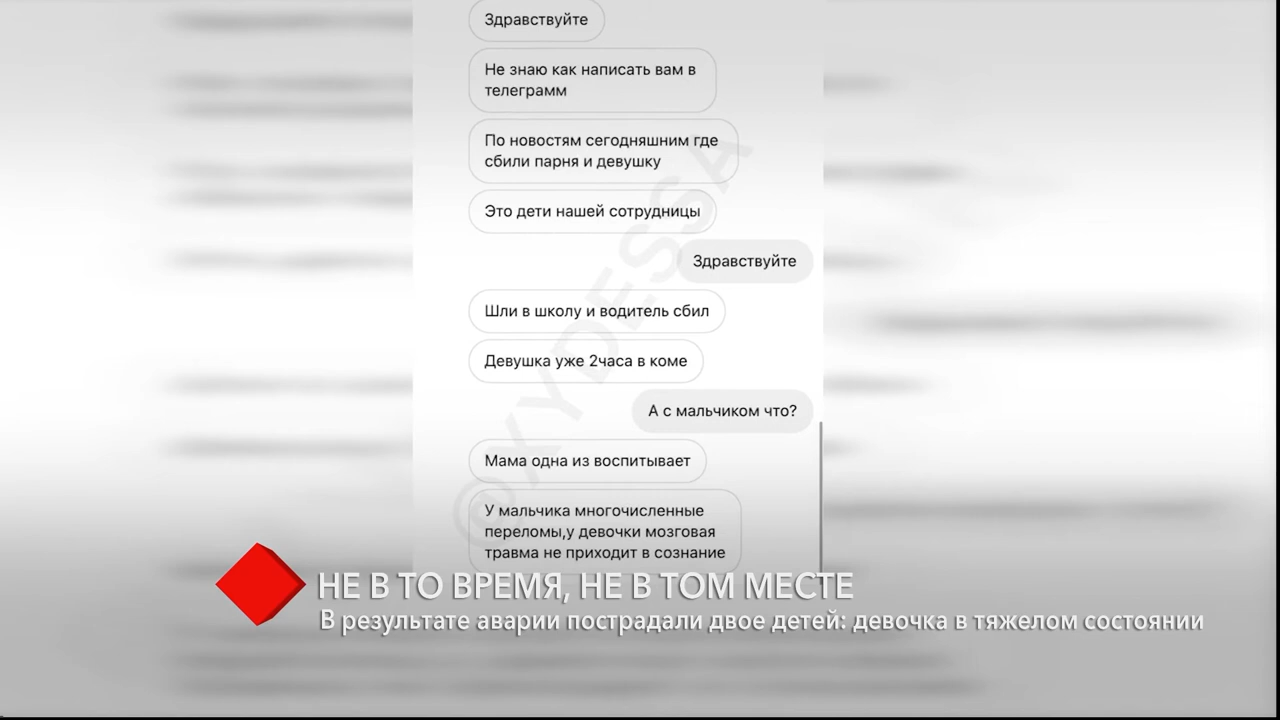 Здравствуйте
Не знаю как написать вам в
телеграмм
По новостям сегодняшним где
сбили парня и девушку
Это дети нашей сотрудницы
Здравствуйте
Шли в школу и водитель сбил
Девушка уже 2часа в коме
А с мальчиком что?
Мама одна из воспитывает
У мальчика многочисленные
переломы,у девочки мозговая
травма не приходит в сознание
@XYDESSA
НЕ В ТО ВРЕМЯ, НЕ В ТОМ МЕСТЕ
В результате аварии пострадали двое детей: девочка в тяжелом состоянии